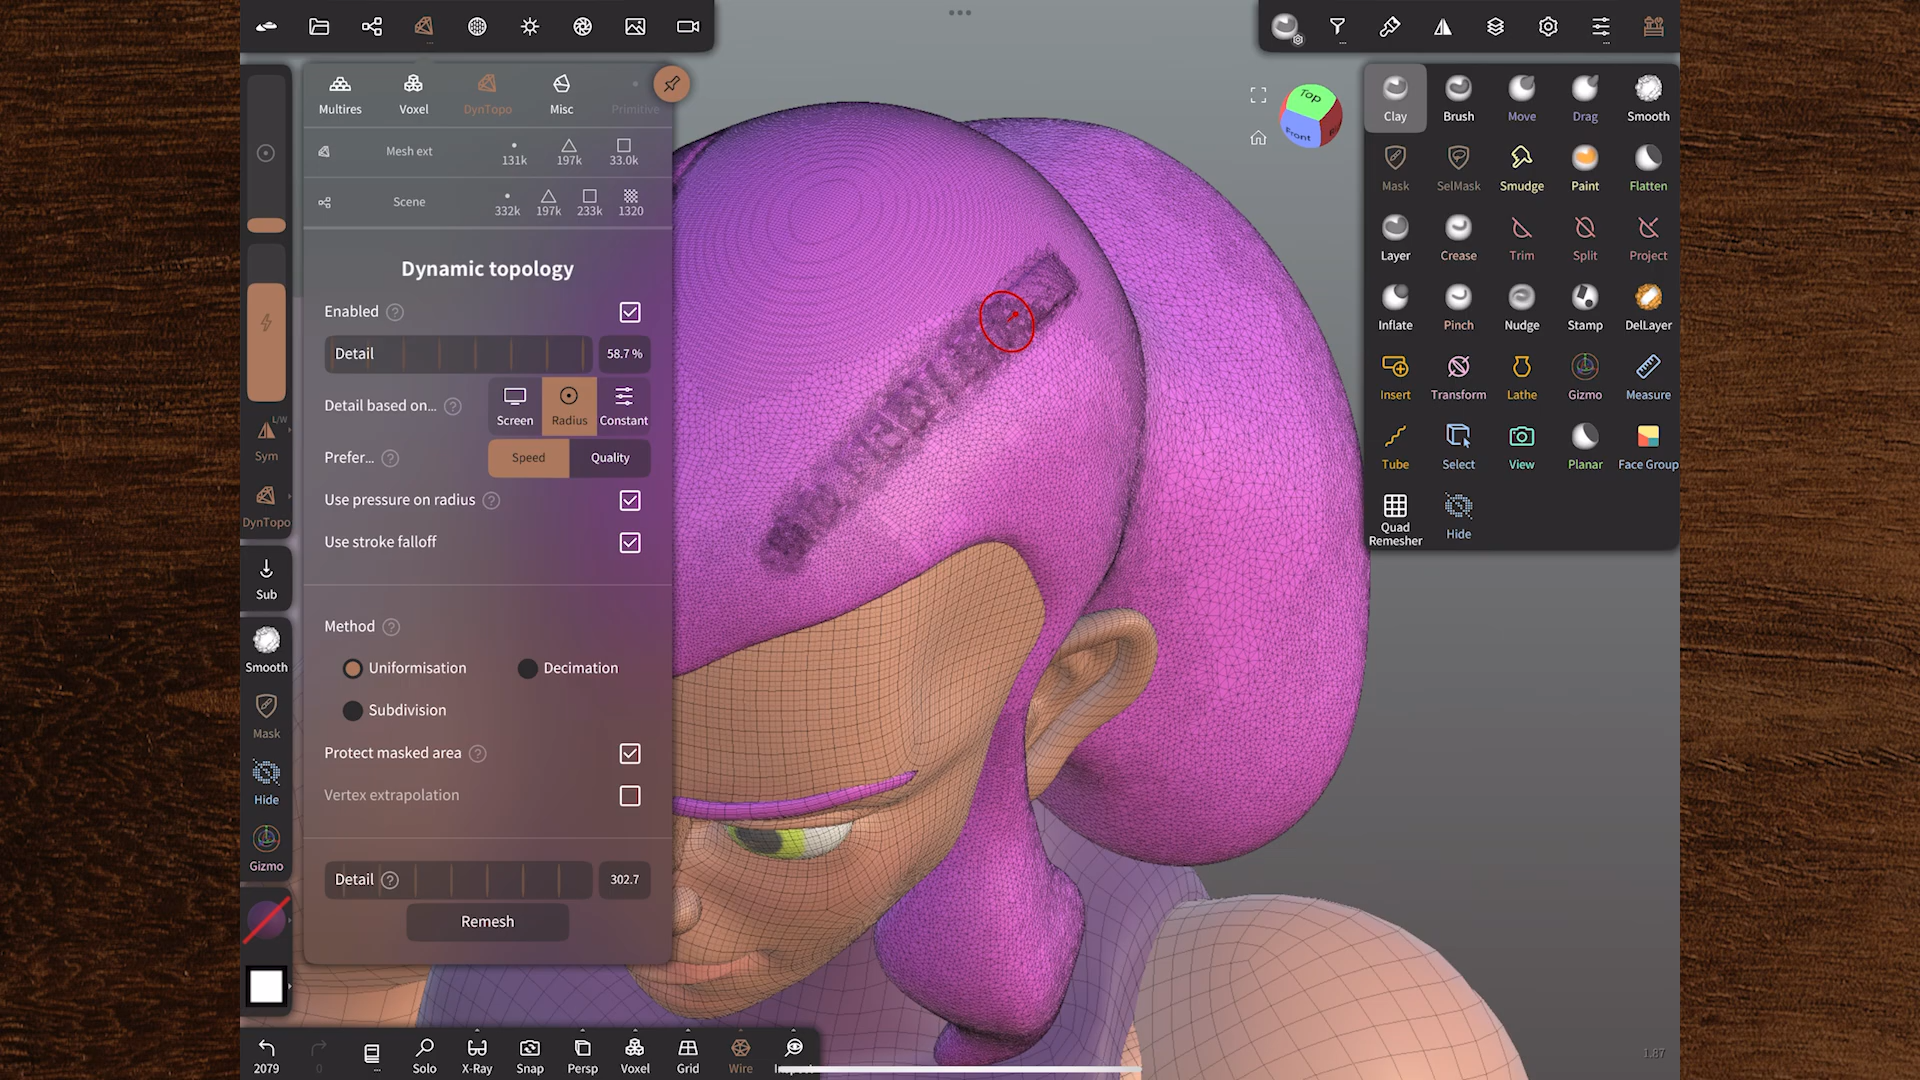 Multires
Voxel
DynTopo
Misc
Primitive
Mesh ext
131k
197k
33.0k
Scene
332k
197k
233k
1320
Dynamic topology
Enabled ?
Detail
58.7 %
Detail based on... ?
Screen
Radius
Constant
Prefer... ?
Speed
Quality
Use pressure on radius ?
Use stroke falloff
Method ?
Uniformisation
Decimation
Subdivision
Protect masked area ?
Vertex extrapolation
Detail ?
302.7
Remesh
L/W
Sym
DynTopo
Sub
Smooth
Mask
Hide
Gizmo
2079
0
...
Solo
X-Ray
Snap
Persp
Voxel
Grid
Wire
Top
Front
Clay
Brush
Move
Drag
Smooth
Mask
SelMask
Smudge
Paint
Flatten
Layer
Crease
Trim
Split
Project
Inflate
Pinch
Nudge
Stamp
DelLayer
Insert
Transform
Lathe
Gizmo
Measure
Tube
Select
View
Planar
Face Group
Quad
Remesher
Hide
1.87